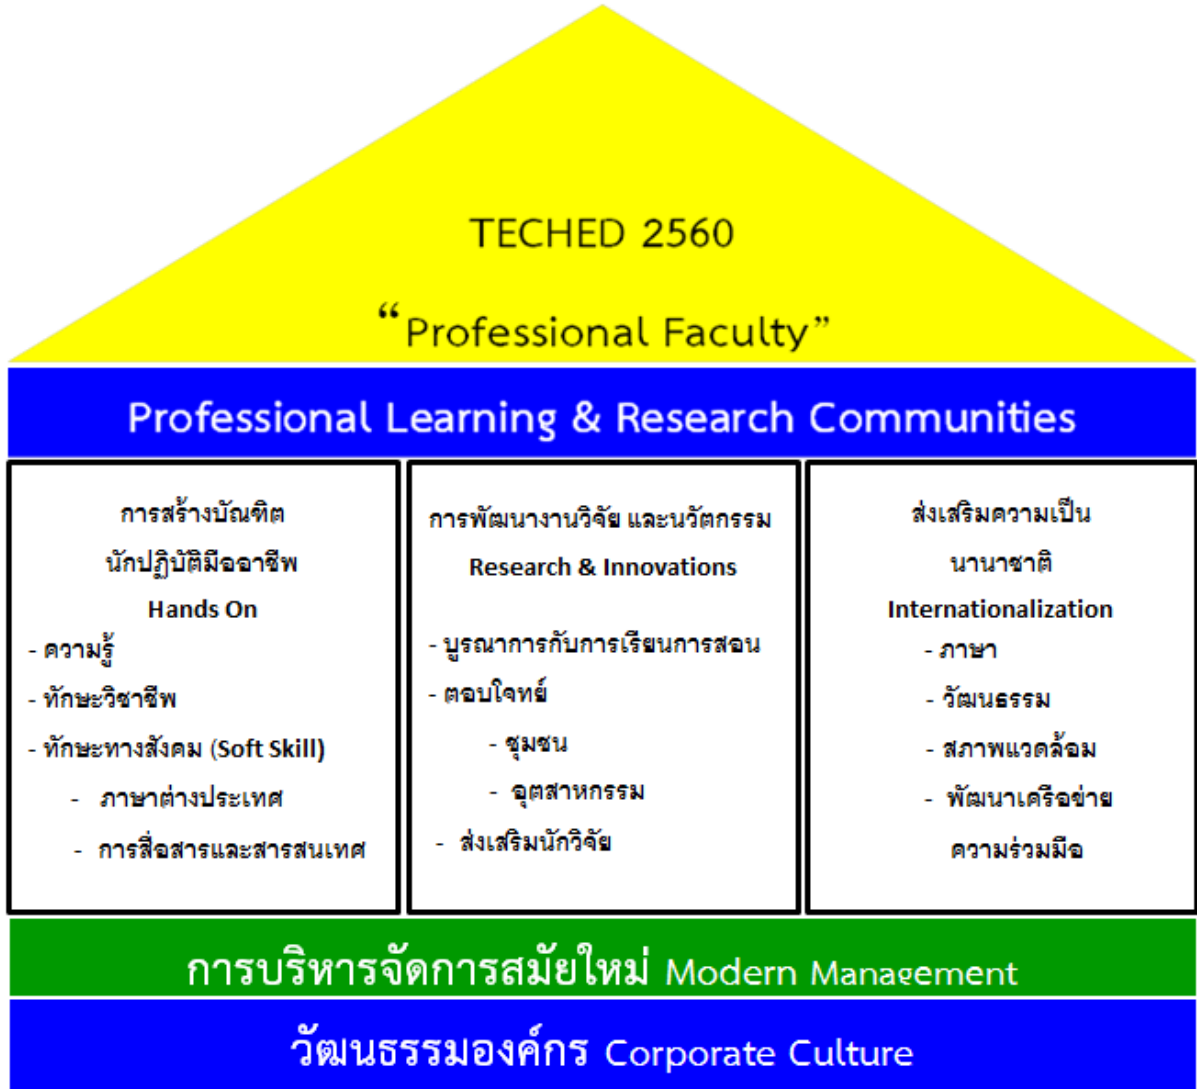 TECHED 2560
“Professional Faculty”
Professional Learning & Research Communities
การสร้างบัณฑิต
นักปฏิบัติมืออาชีพ
Hands On
- ความรู้
- ทักษะวิชาชีพ
- ทักษะทางสังคม (Soft Skill)
- ภาษาต่างประเทศ
- การสื่อสารและสารสนเทศ
การพัฒนางานวิจัย และนวัตกรรม
Research & Innovations
- บูรณาการกับการเรียนการสอน
- ตอบโจทย์
- ชุมชน
- อุตสาหกรรม
- ส่งเสริมนักวิจัย
ส่งเสริมความเป็น
นานาชาติ
Internationalization
- ภาษา
- วัฒนธรรม
- สภาพแวดล้อม
- พัฒนาเครือข่าย
ความร่วมมือ
การบริหารจัดการสมัยใหม่ Modern Management
วัฒนธรรมองค์กร Corporate Culture